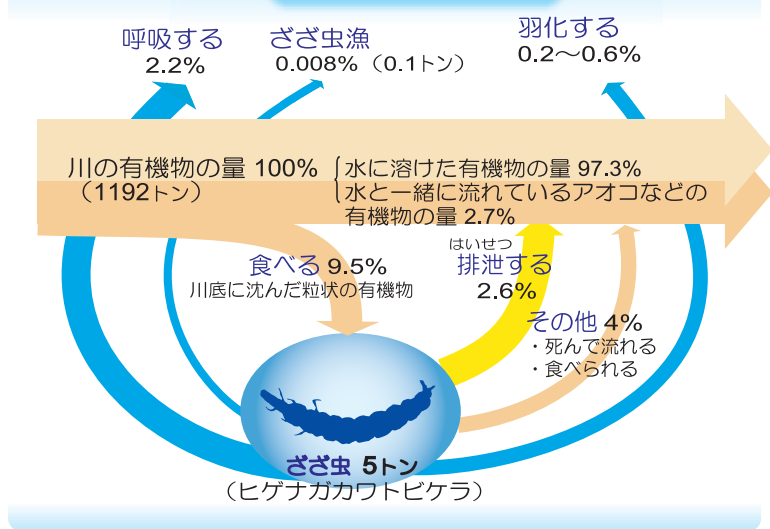 呼吸する
2.2%
ざざ虫漁
0.008%（0.1トン）
羽化する
0.2～0.6%
川の有機物の量 100%
（1192トン）
水に溶けた有機物の量 97.3%
水と一緒に流れているアオコなどの
有機物の量 2.7%
食べる 9.5%
川底に沈んだ粒状の有機物
はいせつ
排泄する
2.6%
その他 4%
・死んで流れる
・食べられる
ざざ虫 5トン
（ヒゲナガカワトビケラ）